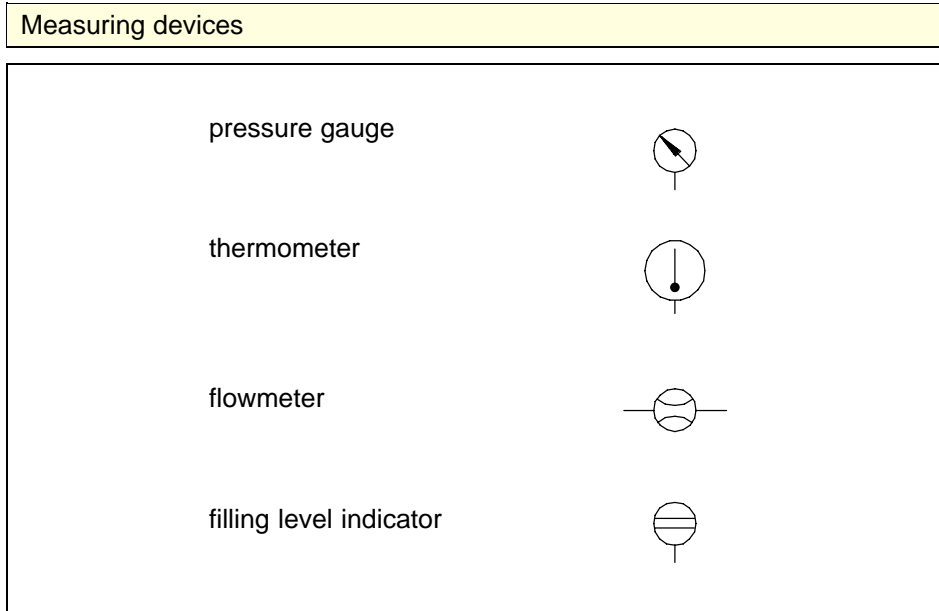 Measuring devices
pressure gauge
thermometer
flowmeter
filling level indicator